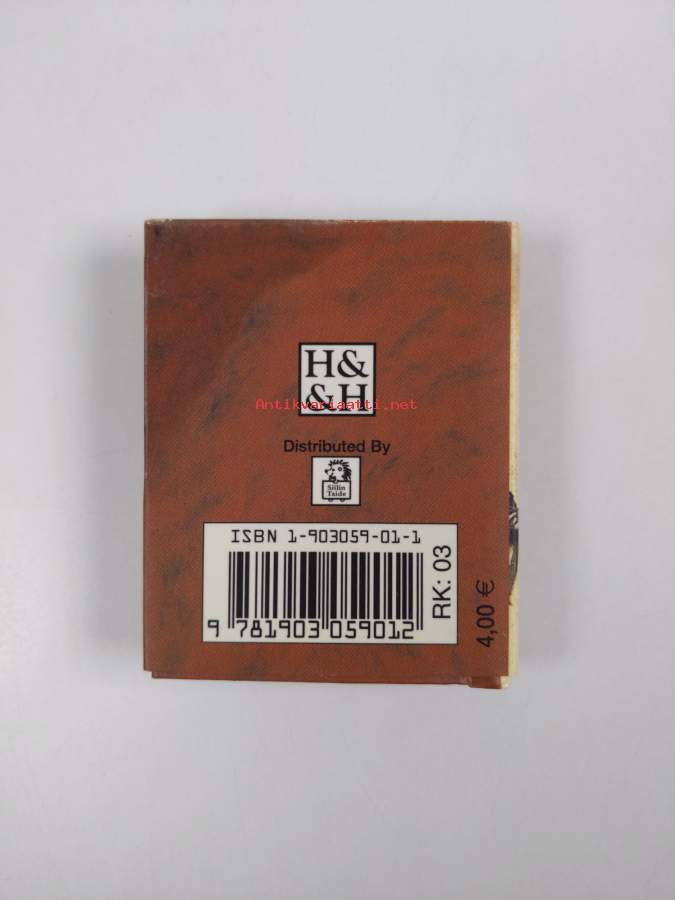 H&
&H
Antikvariaatti.net
Distributed By
Siilin
Taide
ISBN 1-903059-01-1
9 781903 059012
RK: 03
4,00 €